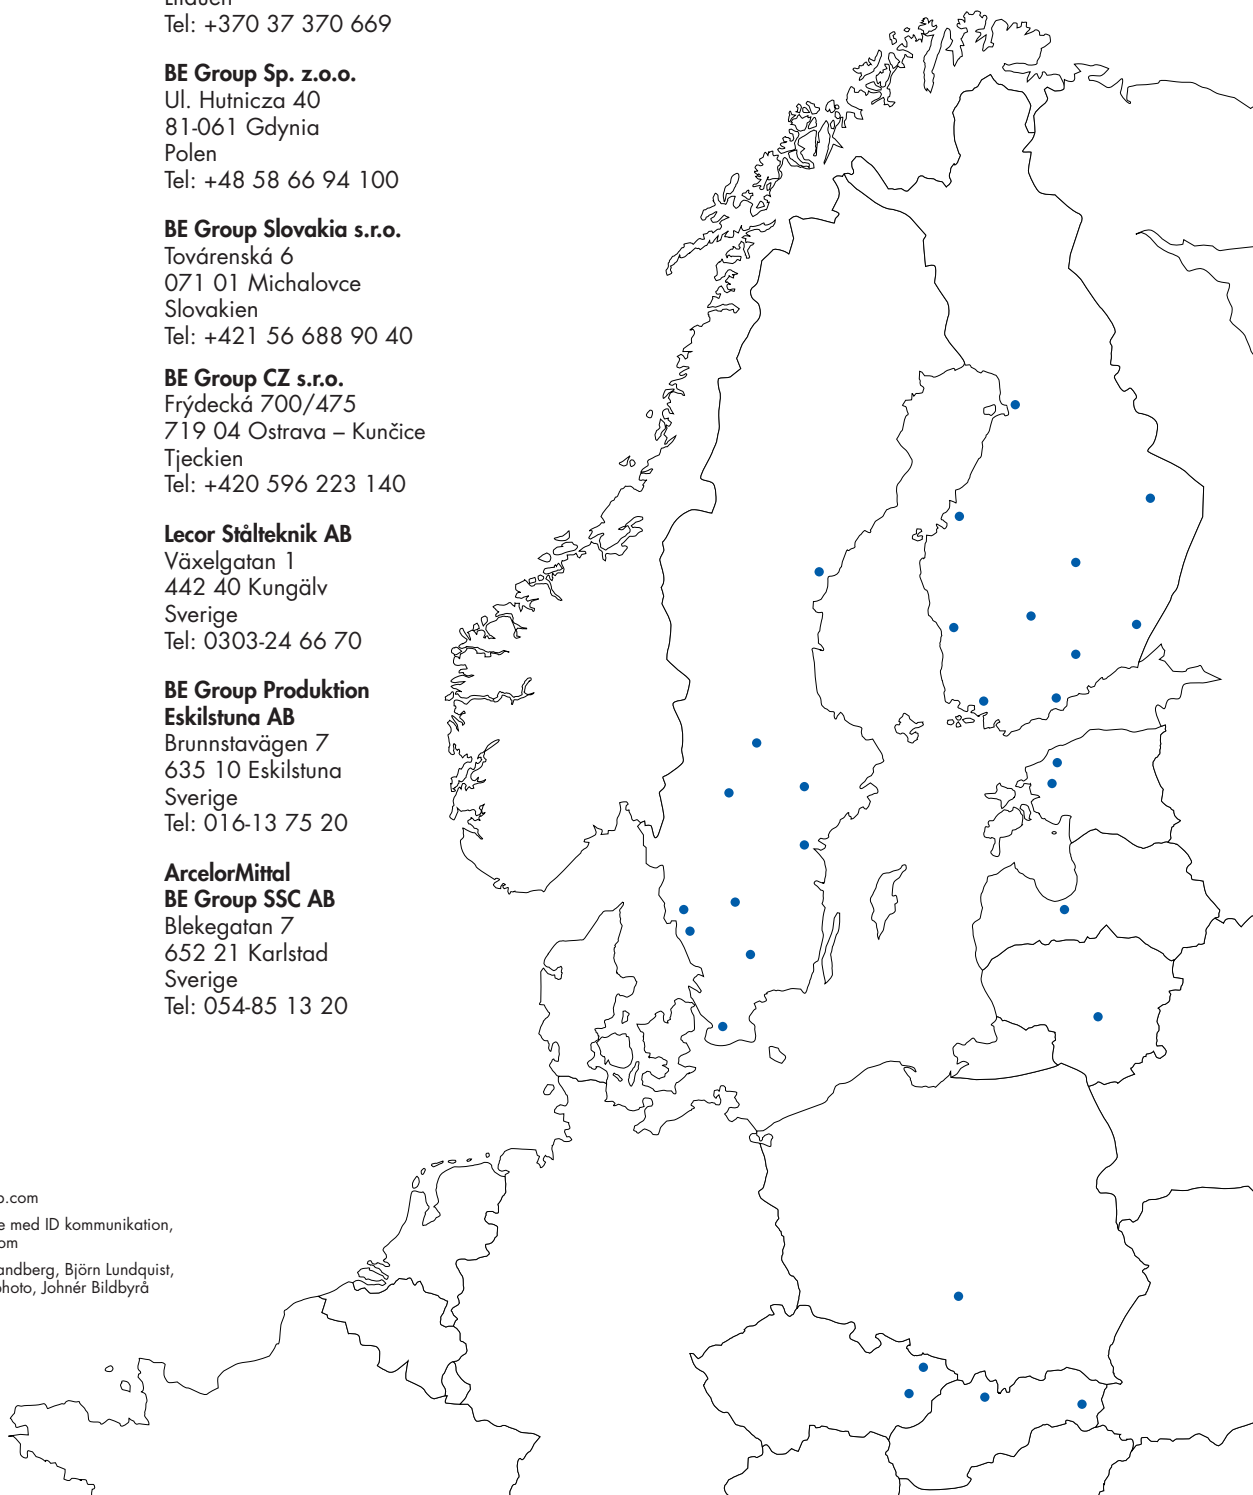 Tel: +370 37 370 669
BE Group Sp. z.o.o.
Ul. Hutnicza 40
81-061 Gdynia
Polen
Tel: +48 58 66 94 100
BE Group Slovakia s.r.o.
Továrenská 6
071 01 Michalovce
Slovakien
Tel: +421 56 688 90 40
BE Group CZ s.r.o.
Frýdecká 700/475
719 04 Ostrava – Kunčice
Tjeckien
Tel: +420 596 223 140
Lecor Stålteknik AB
Växelgatan 1
442 40 Kungälv
Sverige
Tel: 0303-24 66 70
BE Group Produktion
Eskilstuna AB
Brunnstavägen 7
635 10 Eskilstuna
Sverige
Tel: 016-13 75 20
ArcelorMittal
BE Group SSC AB
Blekegatan 7
652 21 Karlstad
Sverige
Tel: 054-85 13 20
.com
e med ID kommunikation,
om
andberg, Björn Lundquist,
hoto, Johnér Bildbyrå